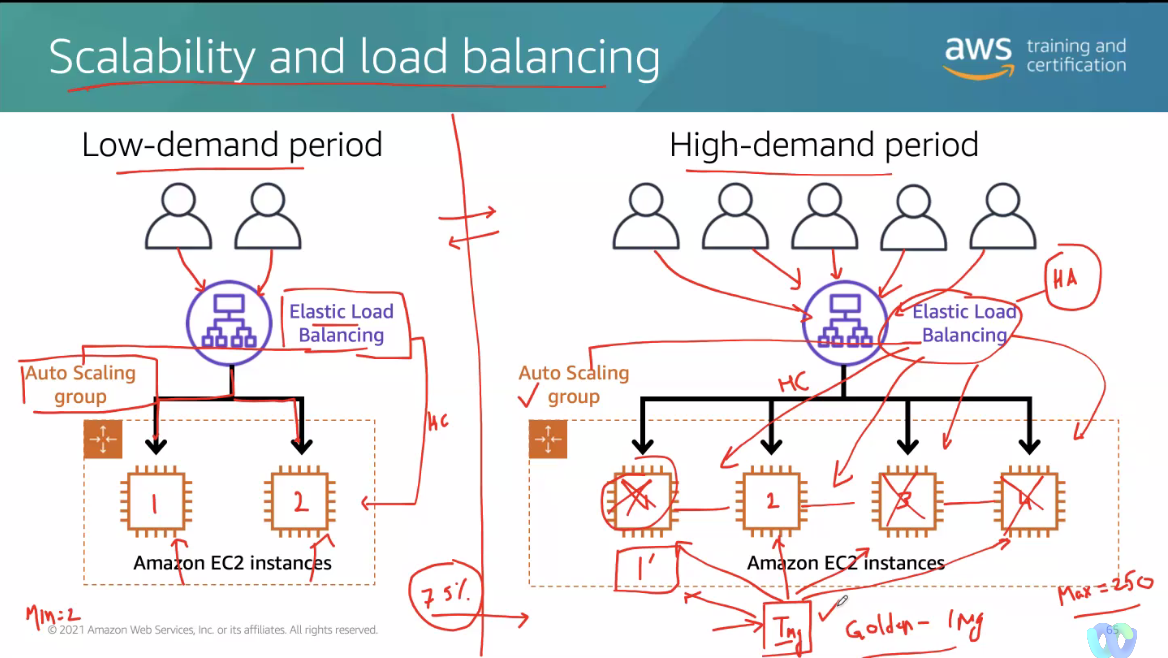 Scalability and load balancing
aws training and
certification
Low-demand period
High-demand period
HA
Elastic Load
Balancing
Elastic Load
Balancing
Auto Scaling
group
Auto Scaling
group
HC
HC
1
2
2
3
4
Amazon EC2 instances
Amazon EC2 instances
1'
75%
Min=2
Max=250
Img
Golden-IMg
© 2021 Amazon Web Services, Inc. or its affiliates. All rights reserved.
65